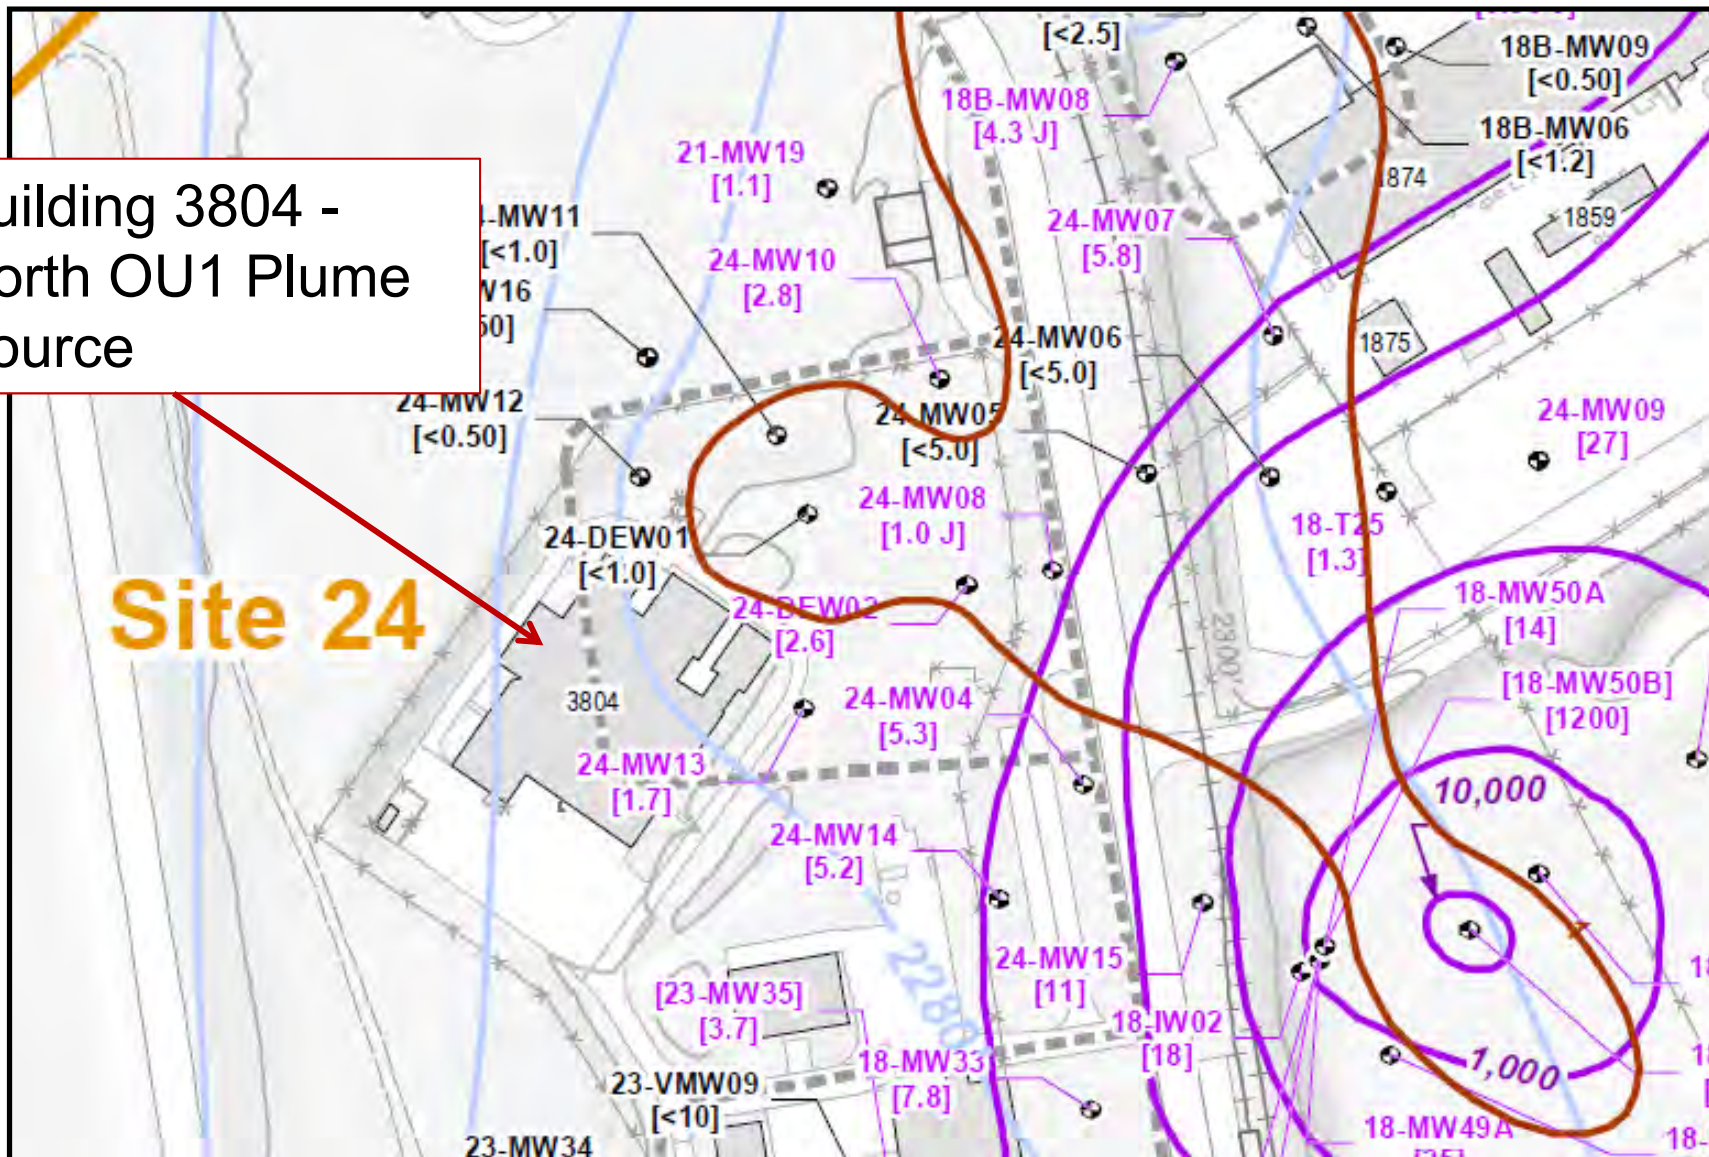 [<2.5]
18B-MW09
[<0.50]
18B-MW08
[4.3 J]
18B-MW06
[<1.2]
21-MW19
[1.1]
1874
1859
uilding 3804 -
orth OU1 Plume
ource
-MW11
[<1.0]
24-MW07
[5.8]
24-MW10
[2.8]
W16
50]
24-MW06
[<5.0]
1875
24-MW12
[<0.50]
24-MW05
[<5.0]
24-MW09
[27]
24-MW08
[1.0 J]
18-T25
[1.3]
24-DEW01
[<1.0]
Site 24
24-DEW02
[2.6]
18-MW50A
[14]
2800
3804
24-MW04
[5.3]
[18-MW50B]
[1200]
24-MW13
[1.7]
10,000
24-MW14
[5.2]
24-MW15
[11]
2280
[23-MW35]
[3.7]
18-IW02
[18]
18-MW33
[7.8]
1,000
23-VMW09
[<10]
18-MW49A
18-
23-MW34